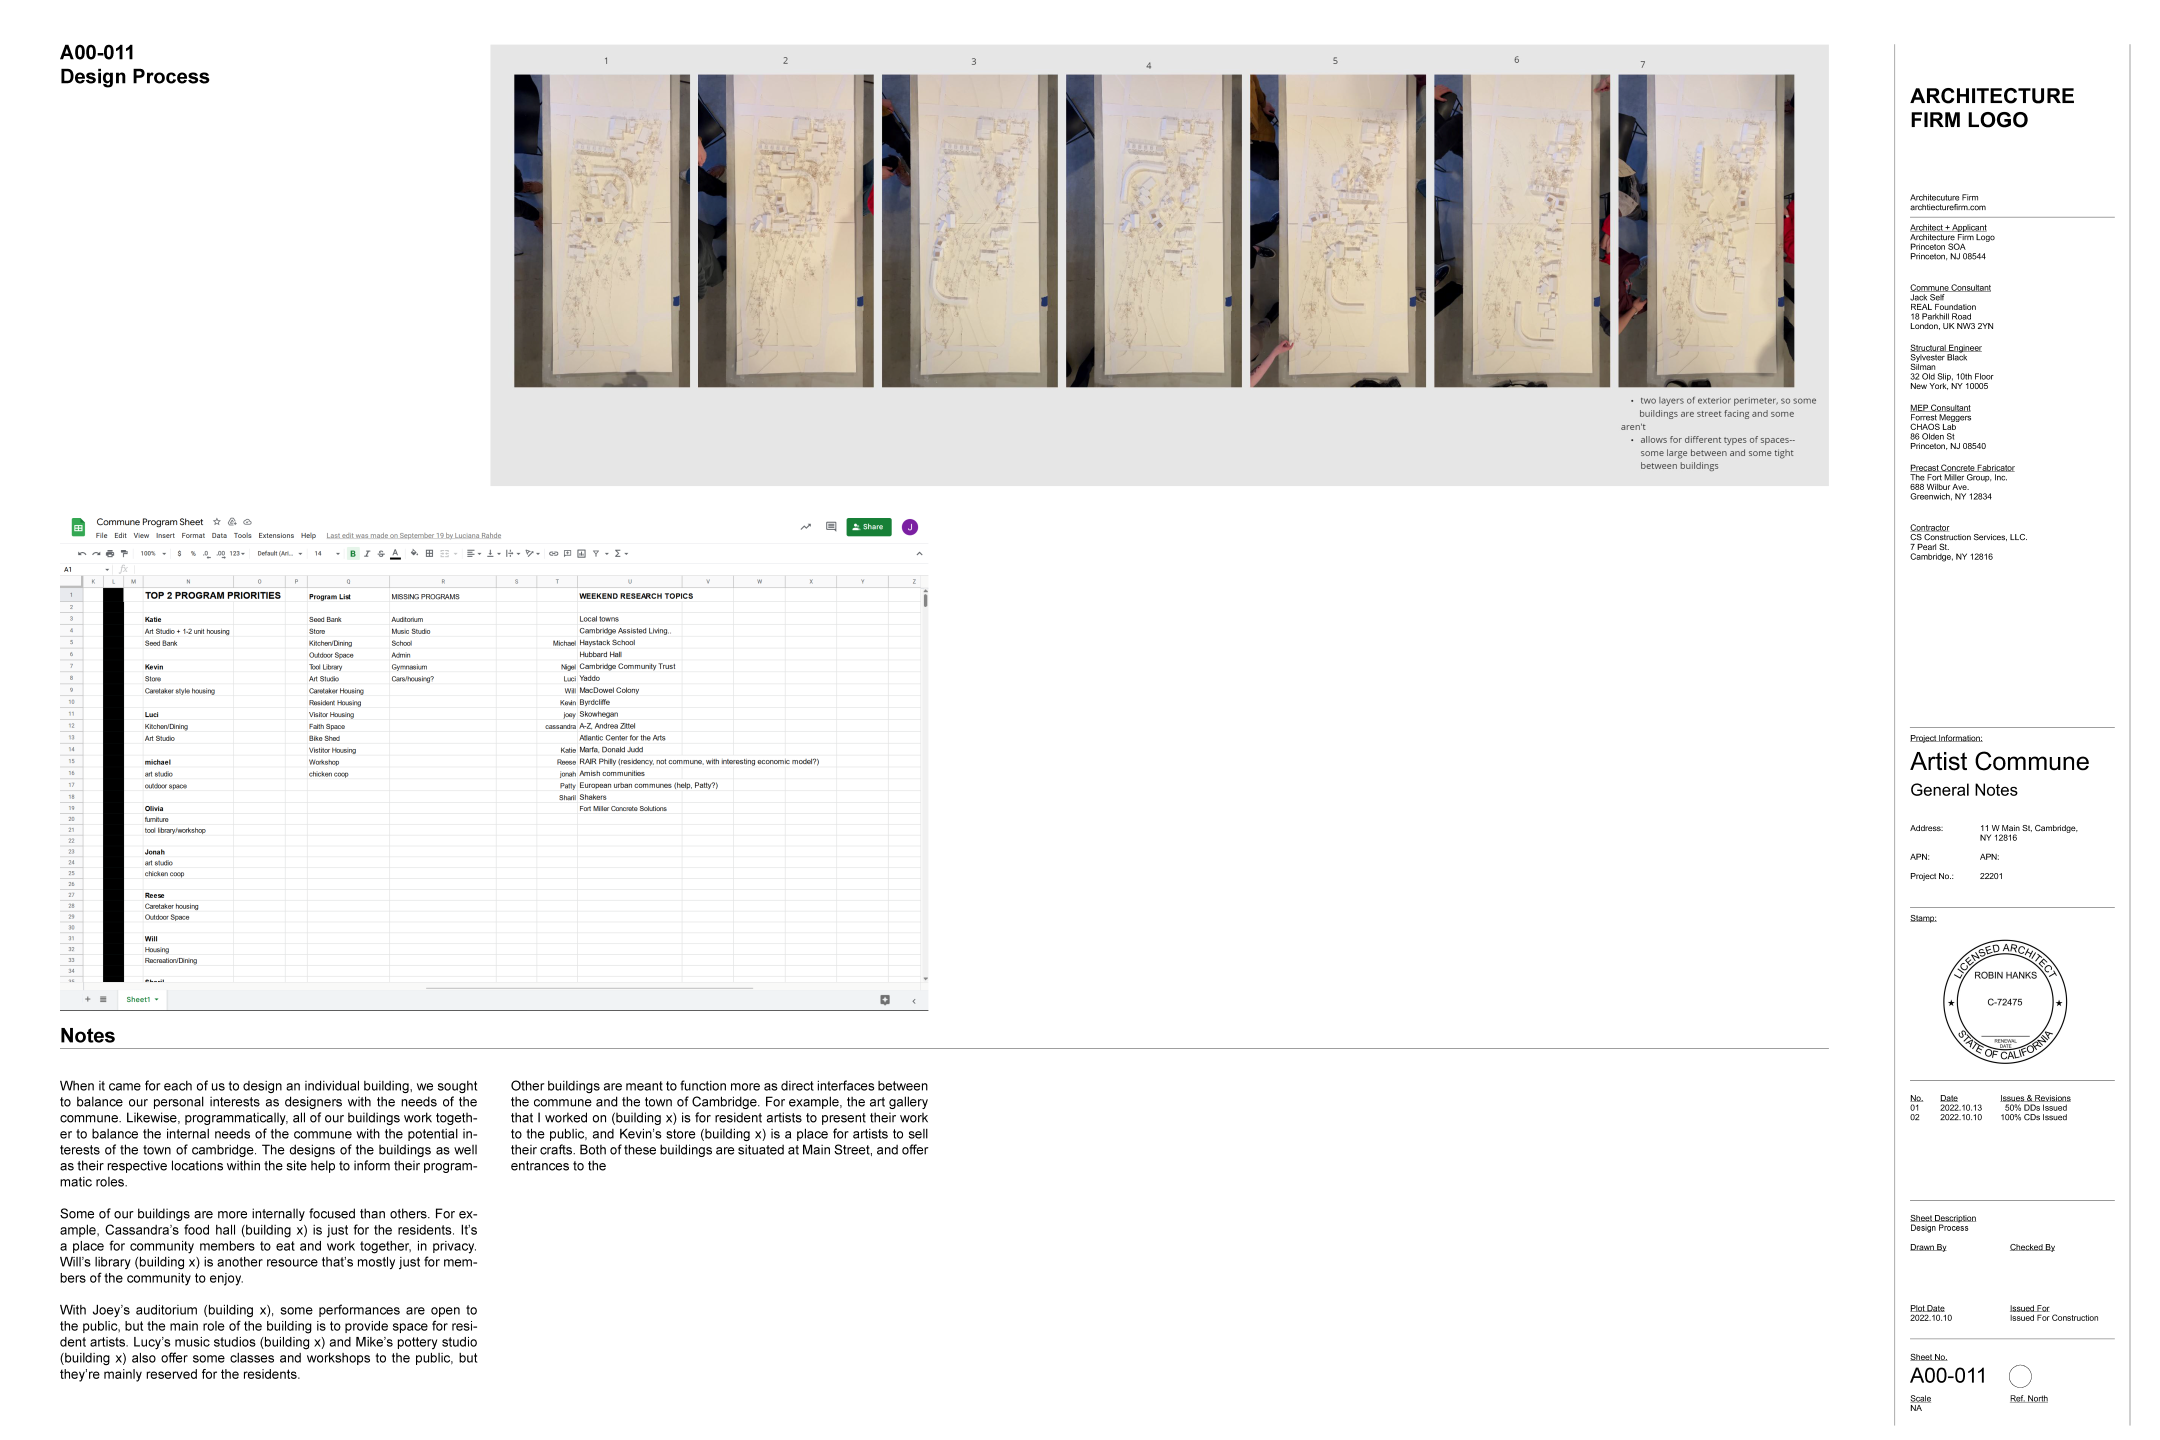 A00-011
Design Process
1
2
3
4
5
6
7
• two layers of exterior perimeter, so some
buildings are street facing and some
aren't
• allows for different types of spaces--
some large between and some tight
between buildings
Commune Program Sheet
File Edit View Insert Format Data Tools Extensions Help Last edit was made on September 19 by Luciana Rahde
Share
J
100% $ % .0 .00 123 Default (Ari... 14 B I S A
A1 fx
K L M N O P Q R S T U V W X Y Z
1 TOP 2 PROGRAM PRIORITIES Program List MISSING PROGRAMS WEEKEND RESEARCH TOPICS
2
3 Katie Seed Bank Auditorium Local towns
4 Art Studio + 1-2 unit housing Store Music Studio Cambridge Assisted Living..
5 Seed Bank Kitchen/Dining School Michael Haystack School
6 Outdoor Space Admin Hubbard Hall
7 Kevin Tool Library Gymnasium Nigel Cambridge Community Trust
8 Store Art Studio Cars/housing? Luci Yaddo
9 Caretaker style housing Caretaker Housing Will MacDowel Colony
10 Resident Housing Kevin Byrdcliffe
11 Luci Visitor Housing joey Skowhegan
12 Kitchen/Dining Faith Space cassandra A-Z, Andrea Zittel
13 Art Studio Bike Shed Atlantic Center for the Arts
14 Vistitor Housing Katie Marfa, Donald Judd
15 michael Workshop Reese RAIR Philly (residency, not commune, with interesting economic model?)
16 art studio chicken coop jonah Amish communities
17 outdoor space Patty European urban communes (help, Patty?)
18 Sharil Shakers
19 Olivia Fort Miller Concrete Solutions
20 furniture
21 tool library/workshop
22
23 Jonah
24 art studio
25 chicken coop
26
27 Reese
28 Caretaker housing
29 Outdoor Space
30
31 Will
32 Housing
33 Recreation/Dining
34
Sheet1
Notes
When it came for each of us to design an individual building, we sought
to balance our personal interests as designers with the needs of the
commune. Likewise, programmatically, all of our buildings work togeth-
er to balance the internal needs of the commune with the potential in-
terests of the town of cambridge. The designs of the buildings as well
as their respective locations within the site help to inform their program-
matic roles.
Some of our buildings are more internally focused than others. For ex-
ample, Cassandra’s food hall (building x) is just for the residents. It’s
a place for community members to eat and work together, in privacy.
Will’s library (building x) is another resource that’s mostly just for mem-
bers of the community to enjoy.
With Joey’s auditorium (building x), some performances are open to
the public, but the main role of the building is to provide space for resi-
dent artists. Lucy’s music studios (building x) and Mike’s pottery studio
(building x) also offer some classes and workshops to the public, but
they’re mainly reserved for the residents.
Other buildings are meant to function more as direct interfaces between
the commune and the town of Cambridge. For example, the art gallery
that I worked on (building x) is for resident artists to present their work
to the public, and Kevin’s store (building x) is a place for artists to sell
their crafts. Both of these buildings are situated at Main Street, and offer
entrances to the
ARCHITECTURE
FIRM LOGO
Architecuture Firm
archtiecturefirm.com
Architect + Applicant
Architecture Firm Logo
Princeton SOA
Princeton, NJ 08544
Commune Consultant
Jack Self
REAL Foundation
18 Parkhill Road
London, UK NW3 2YN
Structural Engineer
Sylvester Black
Silman
32 Old Slip, 10th Floor
New York, NY 10005
MEP Consultant
Forrest Meggers
CHAOS Lab
86 Olden St
Princeton, NJ 08540
Precast Concrete Fabricator
The Fort Miller Group, Inc.
688 Wilbur Ave.
Greenwich, NY 12834
Contractor
CS Construction Services, LLC.
7 Pearl St.
Cambridge, NY 12816
Project Information:
Artist Commune
General Notes
Address: 11 W Main St, Cambridge,
NY 12816
APN: APN:
Project No.: 22201
Stamp:
LICENSED ARCHITECT
ROBIN HANKS
C-72475
RENEWAL
DATE
STATE OF CALIFORNIA
No. Date Issues & Revisions
01 2022.10.13 50% DDs Issued
02 2022.10.10 100% CDs Issued
Sheet Description
Design Process
Drawn By Checked By
Plot Date Issued For
2022.10.10 Issued For Construction
Sheet No.
A00-011
Scale Ref. North
NA